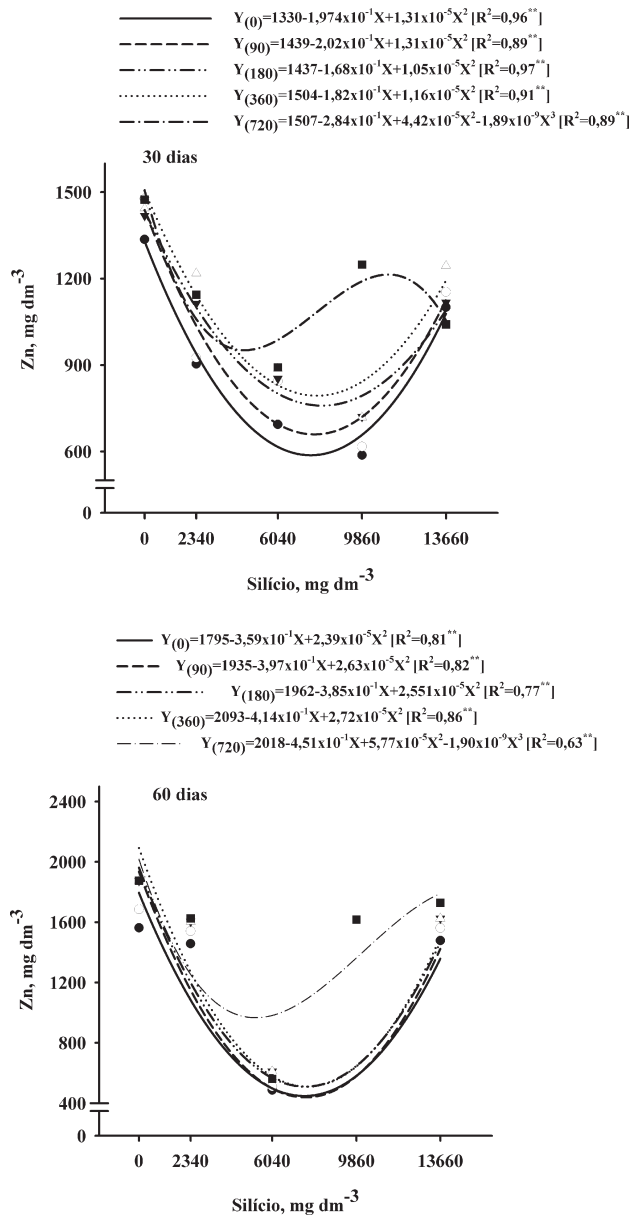 Y(0)=1330-1,974x10-1X+1,31x10-5X2 [R2=0,96**]
Y(90)=1439-2,02x10-1X+1,31x10-5X2 [R2=0,89**]
Y(180)=1437-1,68x10-1X+1,05x10-5X2 [R2=0,97**]
Y(360)=1504-1,82x10-1X+1,16x10-5X2 [R2=0,91**]
Y(720)=1507-2,84x10-1X+4,42x10-5X2-1,89x10-9X3 [R2=0,89**]
30 dias
1500
1200
900
600
0
Zn, mg dm-3
0 2340 6040 9860 13660
Silício, mg dm-3
Y(0)=1795-3,59x10-1X+2,39x10-5X2 [R2=0,81**]
Y(90)=1935-3,97x10-1X+2,63x10-5X2 [R2=0,82**]
Y(180)=1962-3,85x10-1X+2,551x10-5X2 [R2=0,77**]
Y(360)=2093-4,14x10-1X+2,72x10-5X2 [R2=0,86**]
Y(720)=2018-4,51x10-1X+5,77x10-5X2-1,90x10-9X3 [R2=0,63**]
60 dias
2400
2000
1600
1200
800
400
0
Zn, mg dm-3
0 2340 6040 9860 13660
Silício, mg dm-3